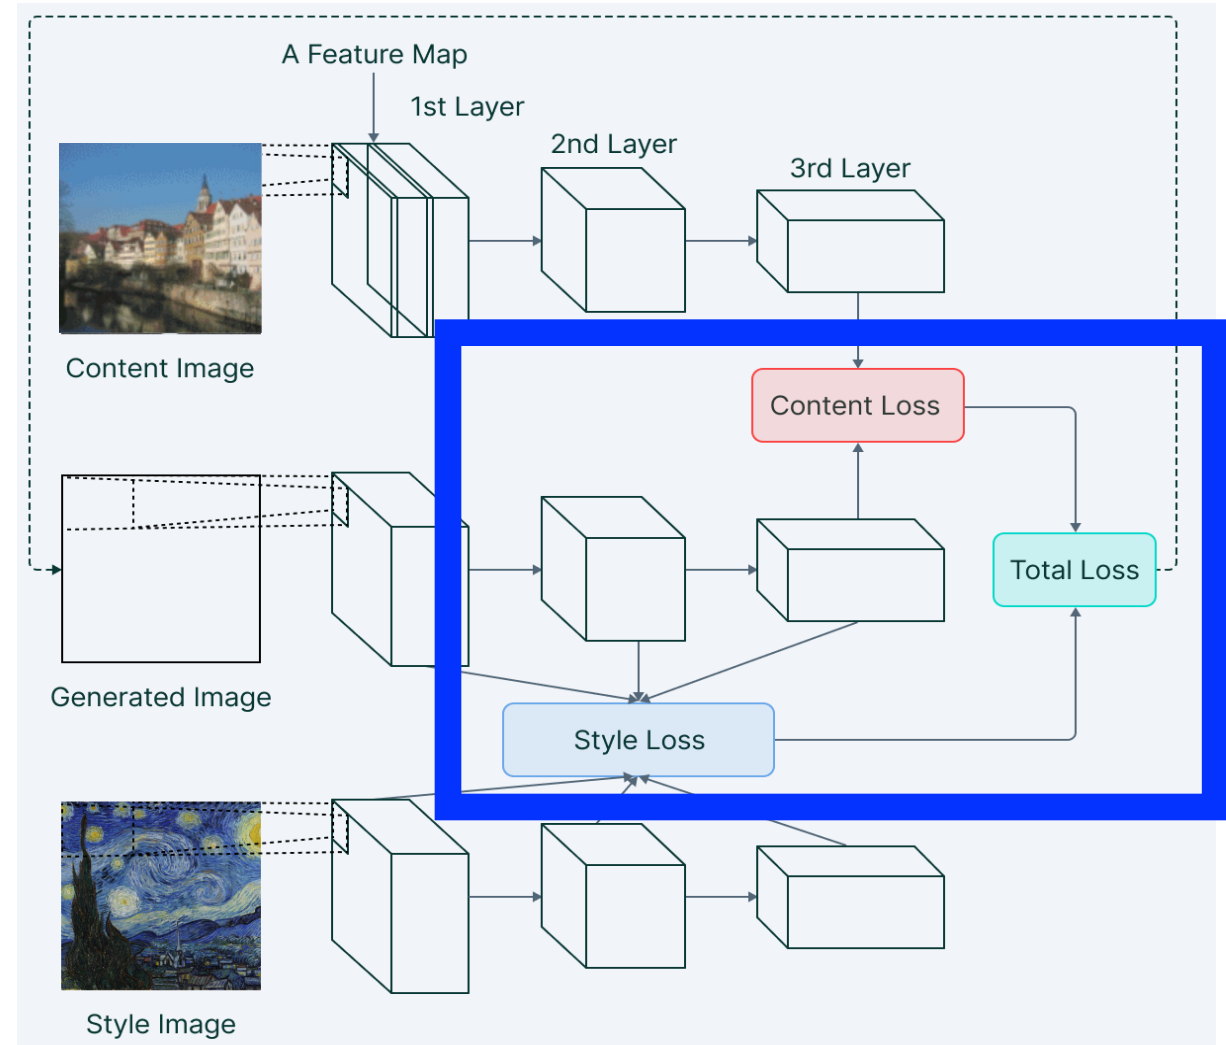 A Feature Map
1st Layer
2nd Layer
3rd Layer
Content Image
Content Loss
Total Loss
Generated Image
Style Loss
Style Image